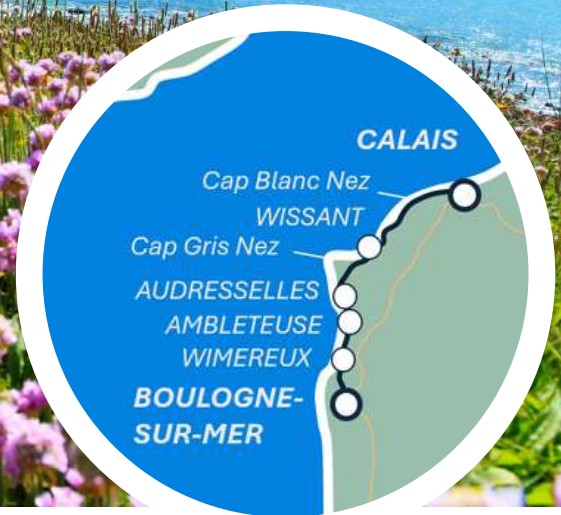 CALAIS
Cap Blanc Nez
WISSANT
Cap Gris Nez
AUDRESSELLES
AMBLETEUSE
WIMEREUX
BOULOGNE-
SUR-MER